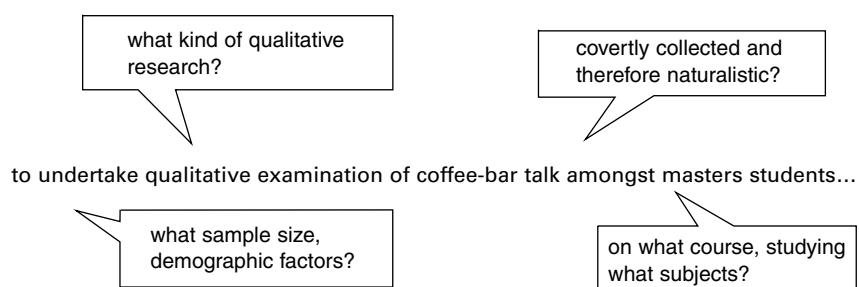 what kind of qualitative
research?
covertly collected and
therefore naturalistic?
to undertake qualitative examination of coffee-bar talk amongst masters students…
what sample size,
demographic factors?
on what course, studying
what subjects?